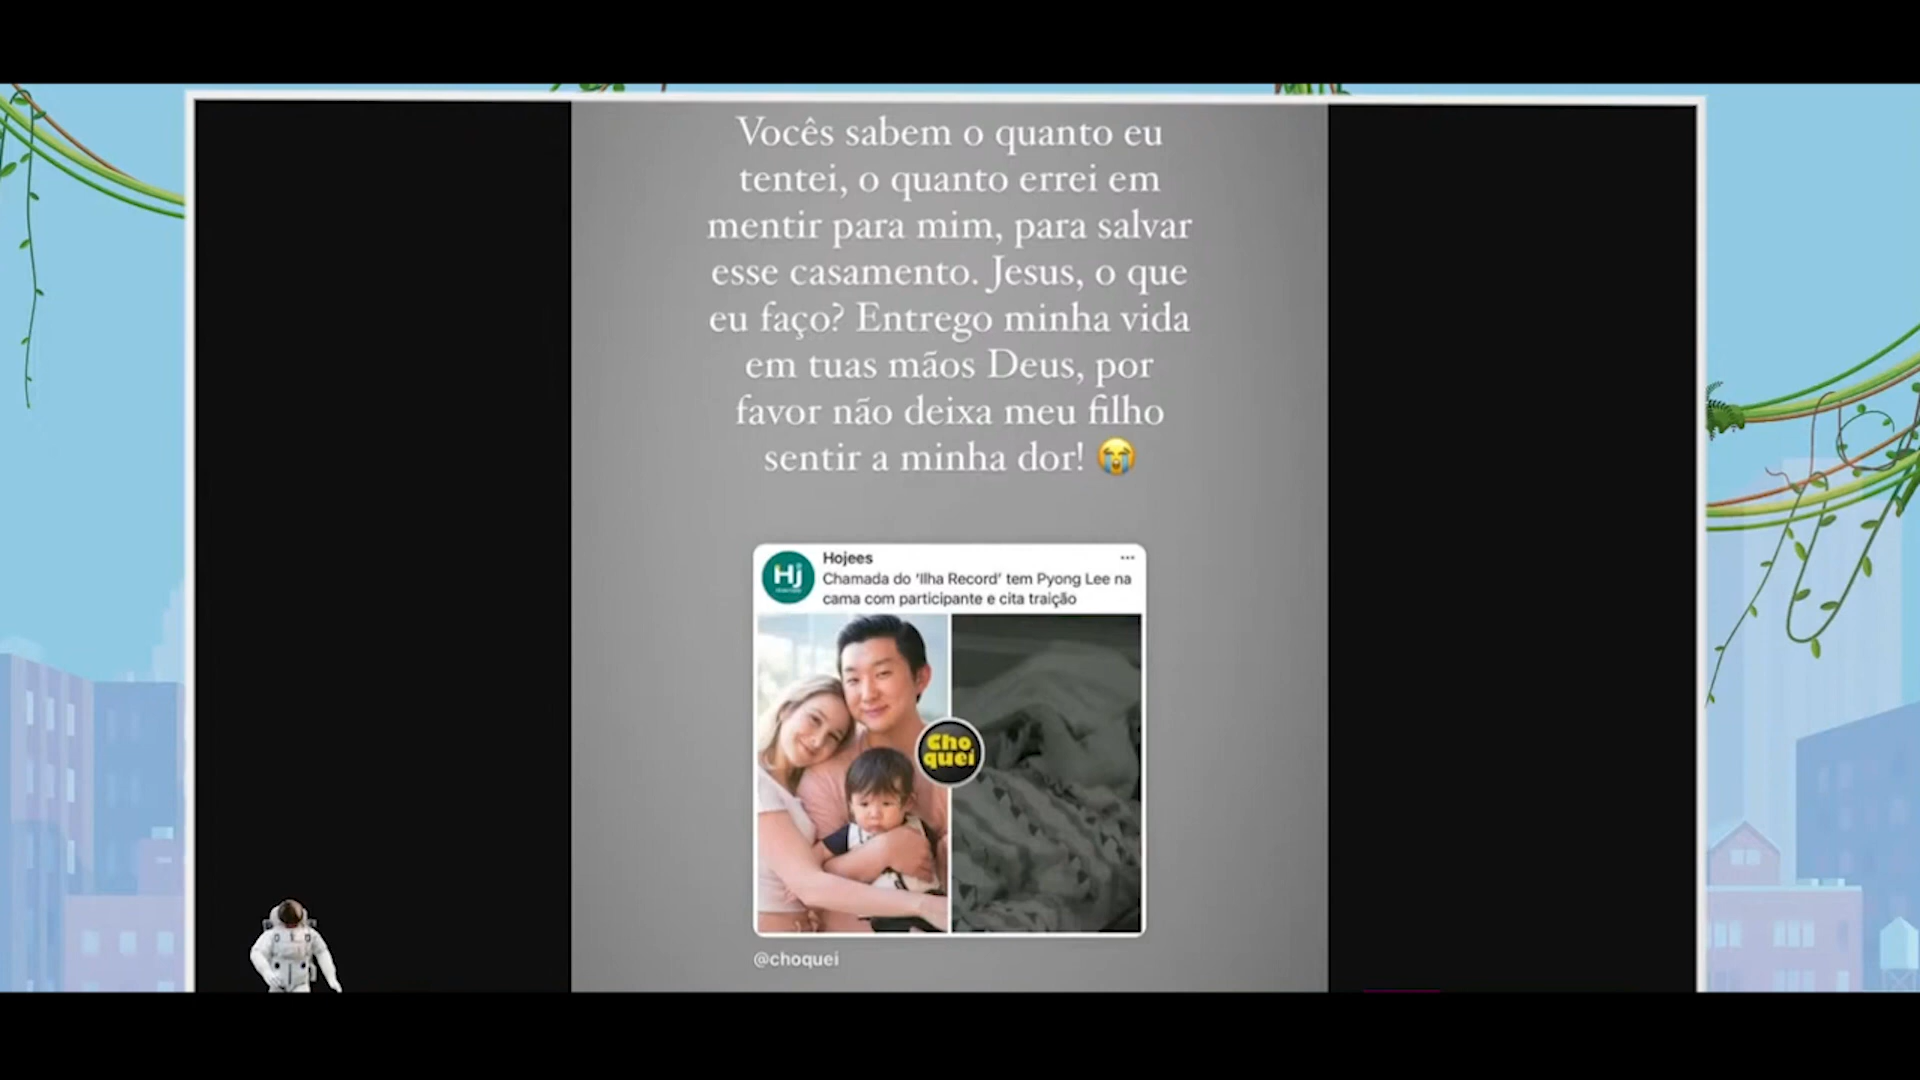 Vocês sabem o quanto eu
tentei, o quanto errei em
mentir para mim, para salvar
esse casamento. Jesus, o que
eu faço? Entrego minha vida
em tuas mãos Deus, por
favor não deixa meu filho
sentir a minha dor! 😭
Hj
Hojees
Chamada do 'Ilha Record' tem Pyong Lee na
cama com participante e cita traição
Cho
quei
@choquei